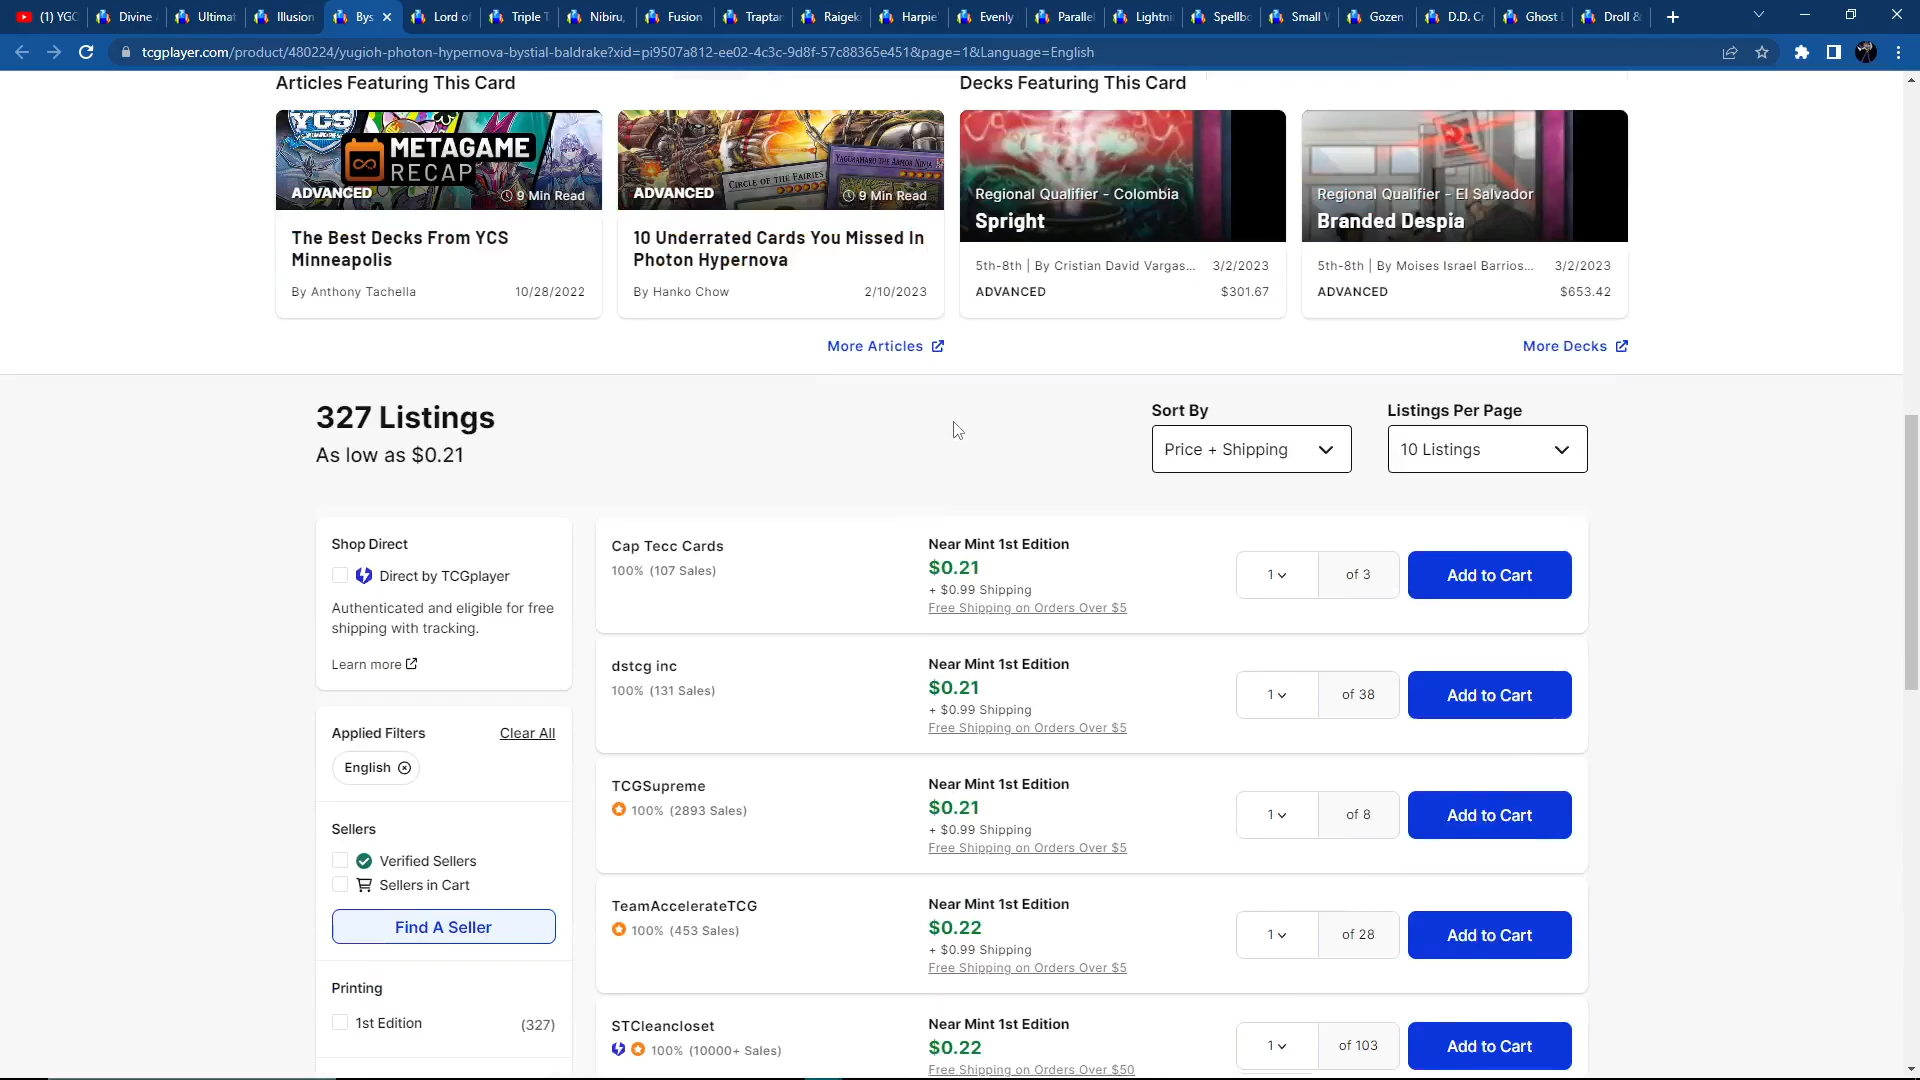 (1) YGO
Divine
Ultimat
Illusion
Bys
Lord of
Triple T
Nibiru,
Fusion
Traptar
Raigeki
Harpie'
Evenly
Parallel
Lightni
Spellbo
Small W
Gozen
D.D. Cr
Ghost
Droll &
tcgplayer.com/product/480224/yugioh-photon-hypernova-bystial-baldrake?xid=pi9507a812-ee02-4c3c-9d8f-57c88365e451&page=1&Language=English
Articles Featuring This Card
Decks Featuring This Card
YCS
METAGAME
RECAP
ADVANCED
9 Min Read
The Best Decks From YCS
Minneapolis
By Anthony Tachella
10/28/2022
YAGURAMARU THE ARMOR NINJA
CIRCLE OF THE FAIRIES
ADVANCED
9 Min Read
10 Underrated Cards You Missed In
Photon Hypernova
By Hanko Chow
2/10/2023
Regional Qualifier - Colombia
Spright
5th-8th | By Cristian David Vargas...
3/2/2023
ADVANCED
$301.67
Regional Qualifier - El Salvador
Branded Despia
5th-8th | By Moises Israel Barrios...
3/2/2023
ADVANCED
$653.42
More Articles
More Decks
327 Listings
As low as $0.21
Sort By
Price + Shipping
Listings Per Page
10 Listings
Shop Direct
Direct by TCGplayer
Authenticated and eligible for free
shipping with tracking.
Learn more
Applied Filters
Clear All
English
Sellers
Verified Sellers
Sellers in Cart
Find A Seller
Printing
1st Edition
(327)
Cap Tecc Cards
100% (107 Sales)
Near Mint 1st Edition
$0.21
+ $0.99 Shipping
Free Shipping on Orders Over $5
1
of 3
Add to Cart
dstcg inc
100% (131 Sales)
Near Mint 1st Edition
$0.21
+ $0.99 Shipping
Free Shipping on Orders Over $5
1
of 38
Add to Cart
TCGSupreme
100% (2893 Sales)
Near Mint 1st Edition
$0.21
+ $0.99 Shipping
Free Shipping on Orders Over $5
1
of 8
Add to Cart
TeamAccelerateTCG
100% (453 Sales)
Near Mint 1st Edition
$0.22
+ $0.99 Shipping
Free Shipping on Orders Over $5
1
of 28
Add to Cart
STCleancloset
100% (10000+ Sales)
Near Mint 1st Edition
$0.22
Free Shipping on Orders Over $50
1
of 103
Add to Cart